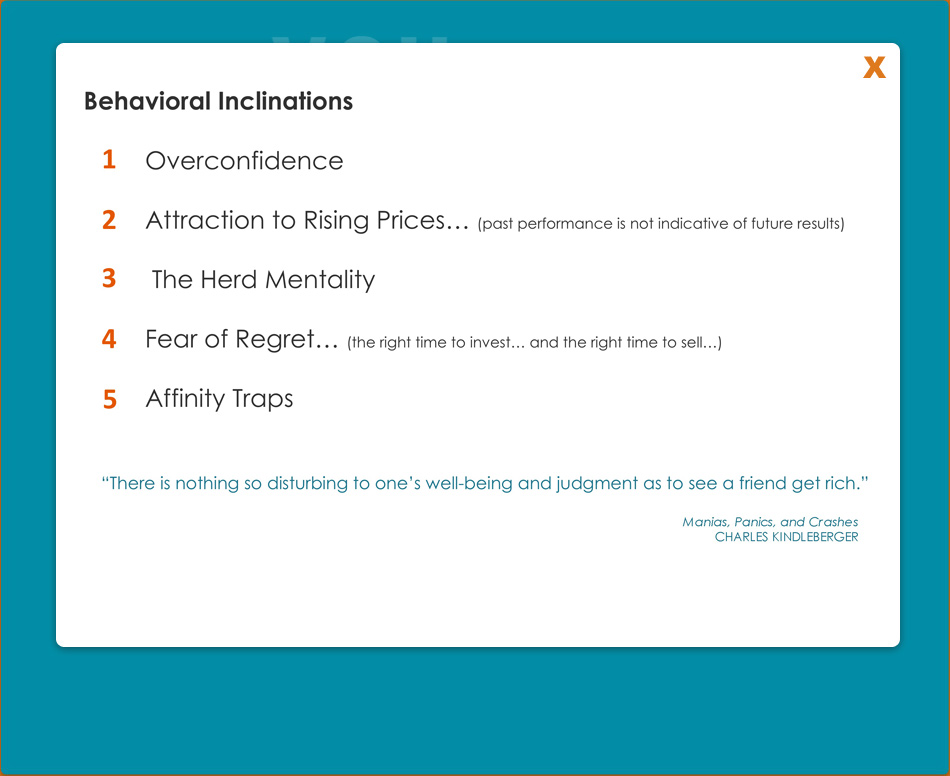 X
Behavioral Inclinations
1 Overconfidence
2 Attraction to Rising Prices... (past performance is not indicative of future results)
3 The Herd Mentality
4 Fear of Regret... (the right time to invest... and the right time to sell...)
5 Affinity Traps
“There is nothing so disturbing to one’s well-being and judgment as to see a friend get rich.”
Manias, Panics, and Crashes
CHARLES KINDLEBERGER